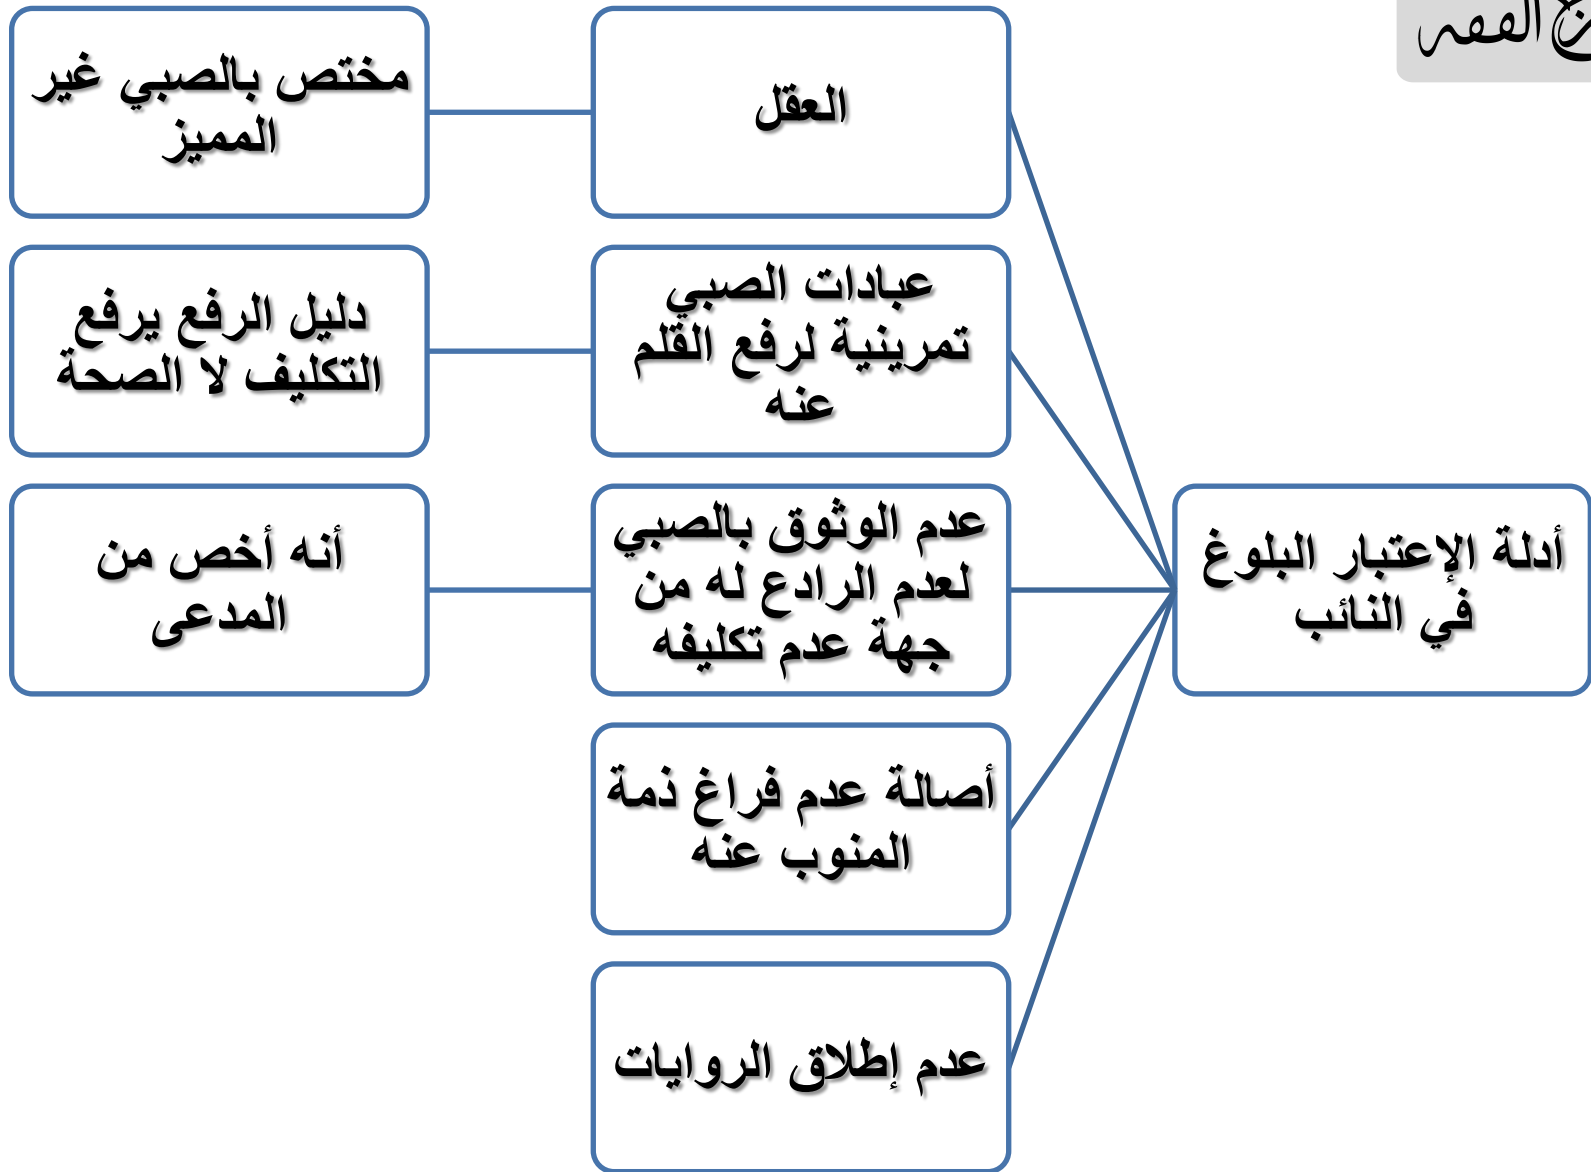 الفقه
أدلة الإعتبار البلوغ
في النائب
العقل
مختص بالصبي غير
المميز
عبادات الصبي
تمرينية لرفع القلم
عنه
دليل الرفع يرفع
التكليف لا الصحة
عدم الوثوق بالصبي
لعدم الرادع له من
جهة عدم تكليفه
أنه أخص من
المدعى
أصالة عدم فراغ ذمة
المنوب عنه
عدم إطلاق الروايات